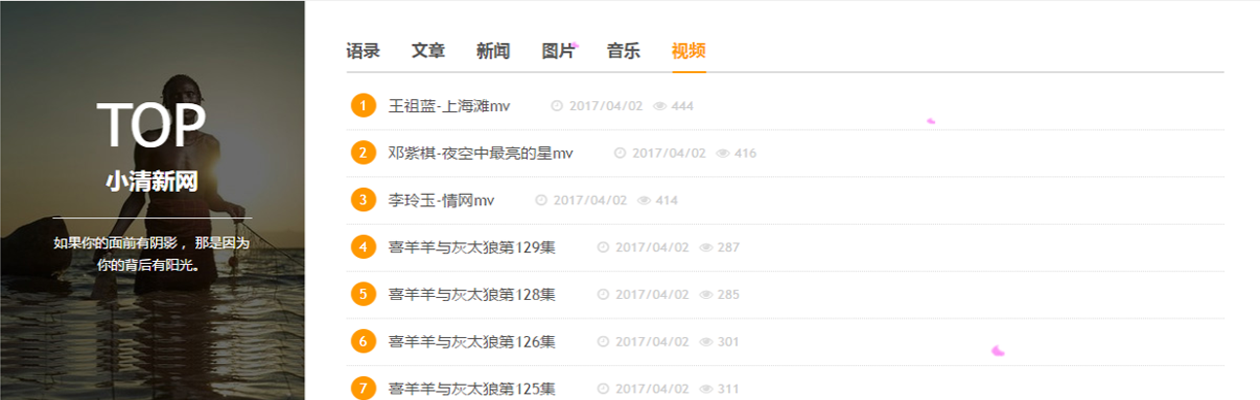 TOP
小清新网
如果你的面前有阴影， 那是因为
你的背后有阳光。
语录 文章 新闻 图片 音乐 视频
1 王祖蓝-上海滩mv 2017/04/02 444
2 邓紫棋-夜空中最亮的星mv 2017/04/02 416
3 李玲玉-情网mv 2017/04/02 414
4 喜羊羊与灰太狼第129集 2017/04/02 287
5 喜羊羊与灰太狼第128集 2017/04/02 285
6 喜羊羊与灰太狼第126集 2017/04/02 301
7 喜羊羊与灰太狼第125集 2017/04/02 311